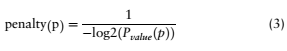 penalty(p) = 1 / −log2(P_value(p)) (3)